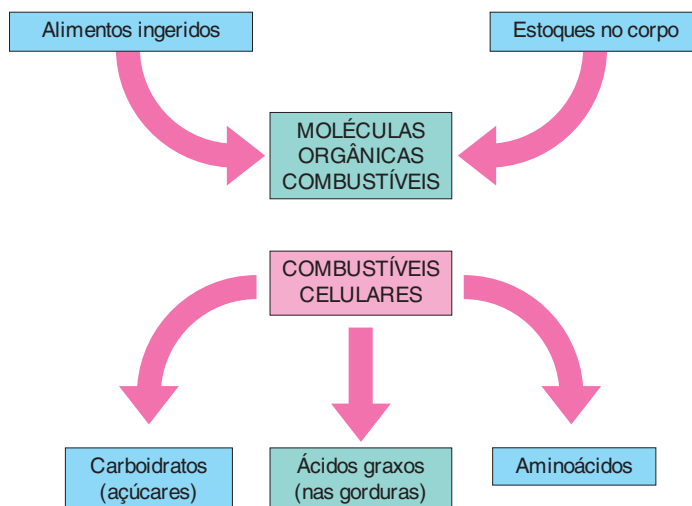 Alimentos ingeridos
Estoques no corpo
MOLÉCULAS
ORGÂNICAS
COMBUSTÍVEIS
COMBUSTÍVEIS
CELULARES
Carboidratos
(açúcares)
Ácidos graxos
(nas gorduras)
Aminoácidos